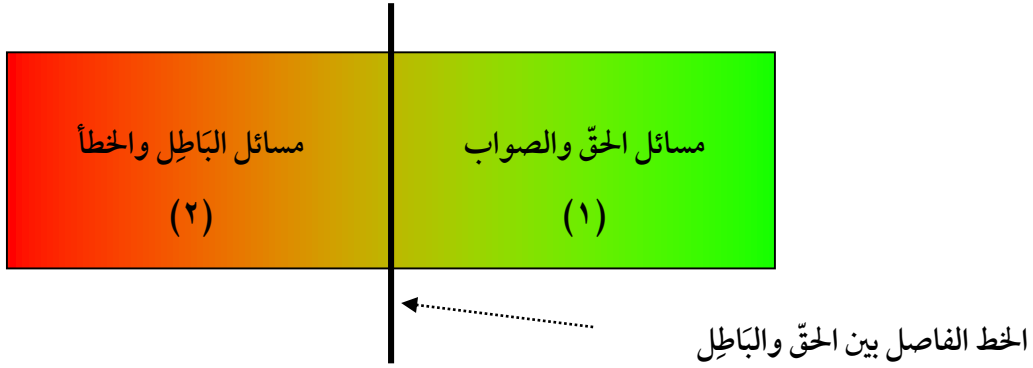 مسائل الحقّ والصواب
(١)
مسائل البَاطِل والخطأ
(٢)
الخط الفاصل بين الحقّ والبَاطِل